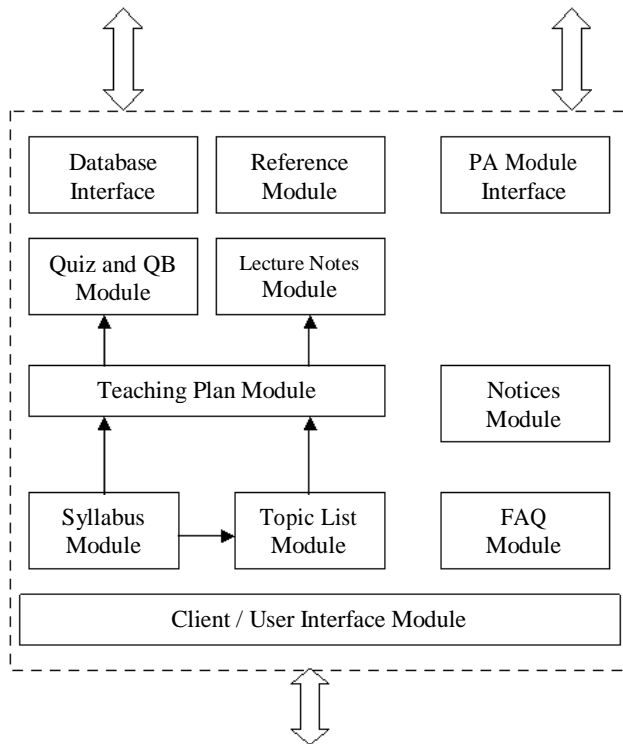 Database
Interface
Reference
Module
PA Module
Interface
Quiz and QB
Module
Lecture Notes
Module
Teaching Plan Module
Notices
Module
Syllabus
Module
Topic List
Module
FAQ
Module
Client / User Interface Module